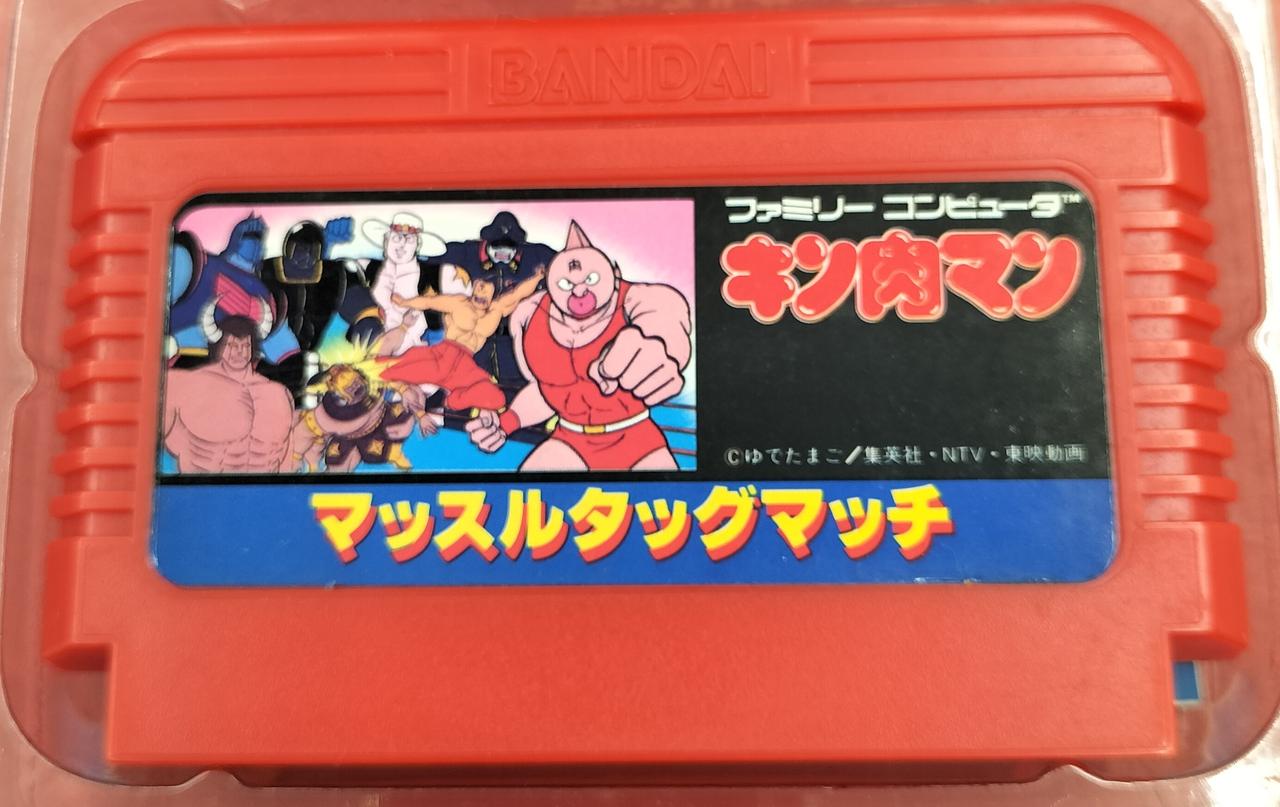 BANDAI
ファミリー コンピュータ™
キン肉マン
©ゆでたまご/集英社・NTV・東映動画
マッスルタッグマッチ